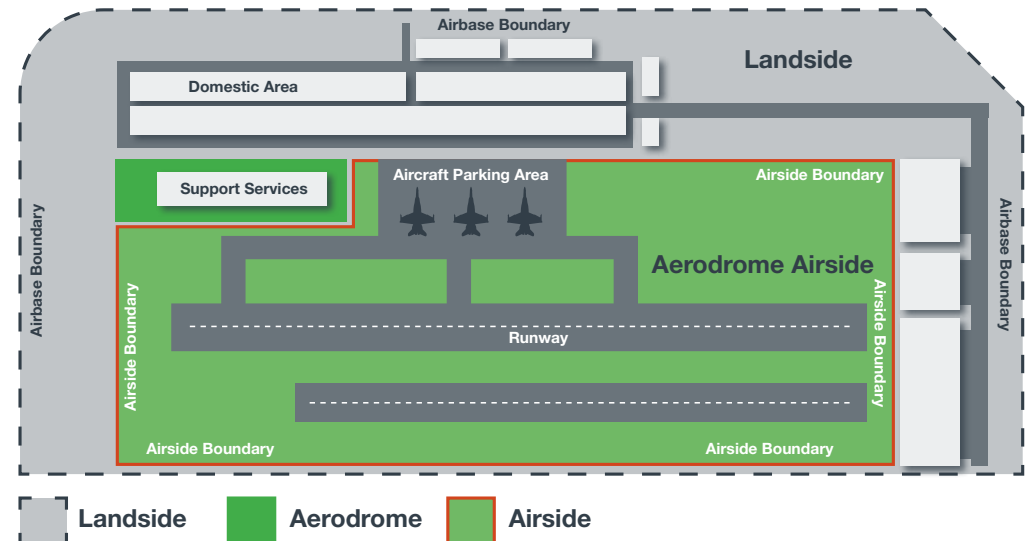 Airbase Boundary
Landside
Domestic Area
Support Services
Aircraft Parking Area
Airside Boundary
Airbase Boundary
Airbase Boundary
Aerodrome Airside
Airside Boundary
Airside Boundary
Runway
Airside Boundary
Airside Boundary
Landside
Aerodrome
Airside